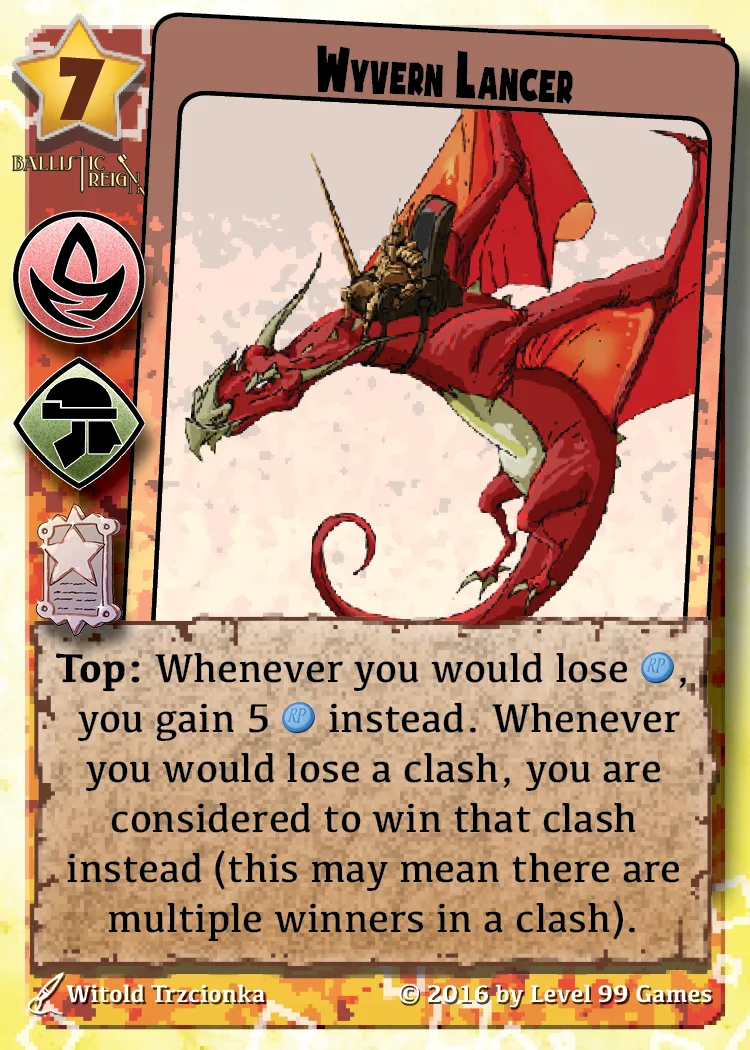 7
Wyvern Lancer
BALLISTIC
REIGN
Top: Whenever you would lose RP,
you gain 5 RP instead. Whenever
you would lose a clash, you are
considered to win that clash
instead (this may mean there are
multiple winners in a clash).
Witold Trzcionka
© 2016 by Level 99 Games